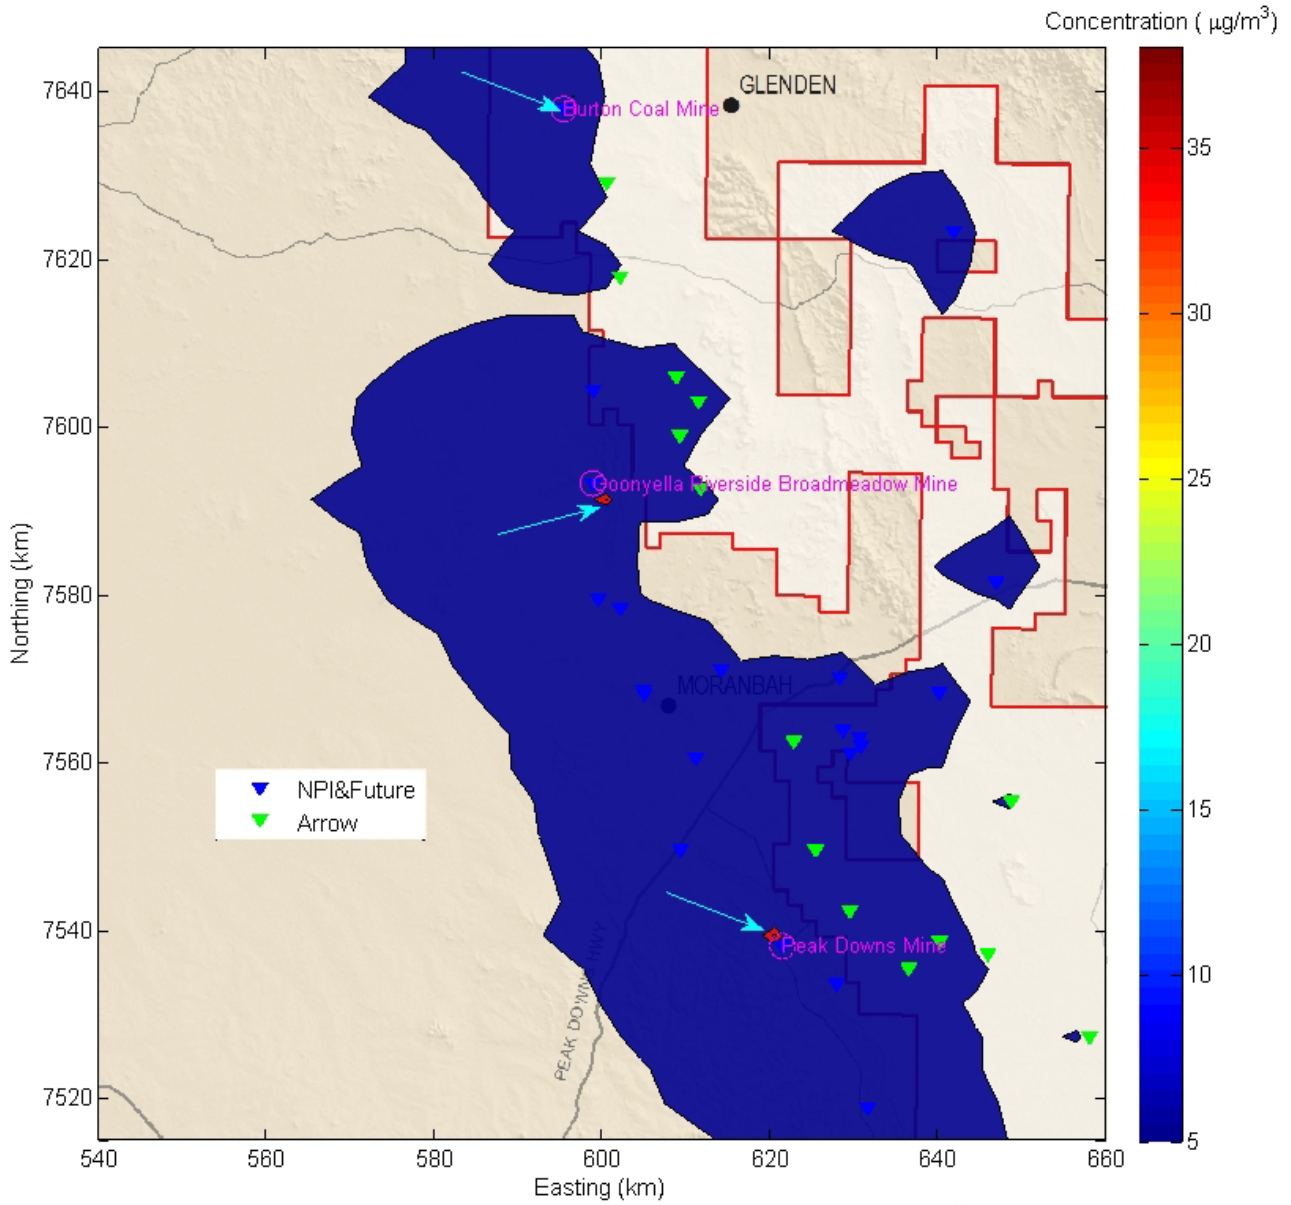 Concentration ( μg/m³)
GLENDEN
Burton Coal Mine
Goonyella Riverside Broadmeadow Mine
MORANBAH
NPI&Future
Arrow
Peak Downs Mine
PEAK DOWNS HWY
7640
7620
7600
7580
7560
7540
7520
Northing (km)
540 560 580 600 620 640 660
Easting (km)
35
30
25
20
15
10
5